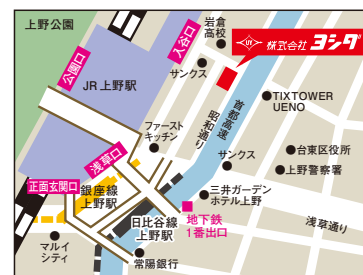 上野公園
岩倉
高校
入谷口
UY 株式会社 ヨシダ
公園口
JR上野駅
サンクス
首都高速
昭和通り
TIXTOWER
UENO
ファースト
キッチン
浅草口
サンクス
台東区役所
上野警察署
正面玄関口
銀座線
上野駅
三井ガーデン
ホテル上野
日比谷線
上野駅
地下鉄
1番出口
浅草通り
マルイ
シティ
常陽銀行